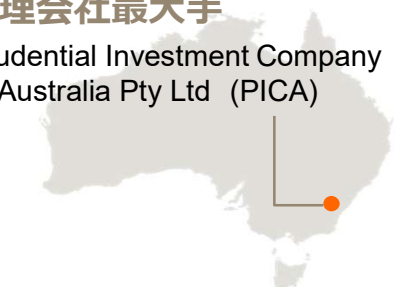 理会社最大手
udential Investment Company
Australia Pty Ltd (PICA)